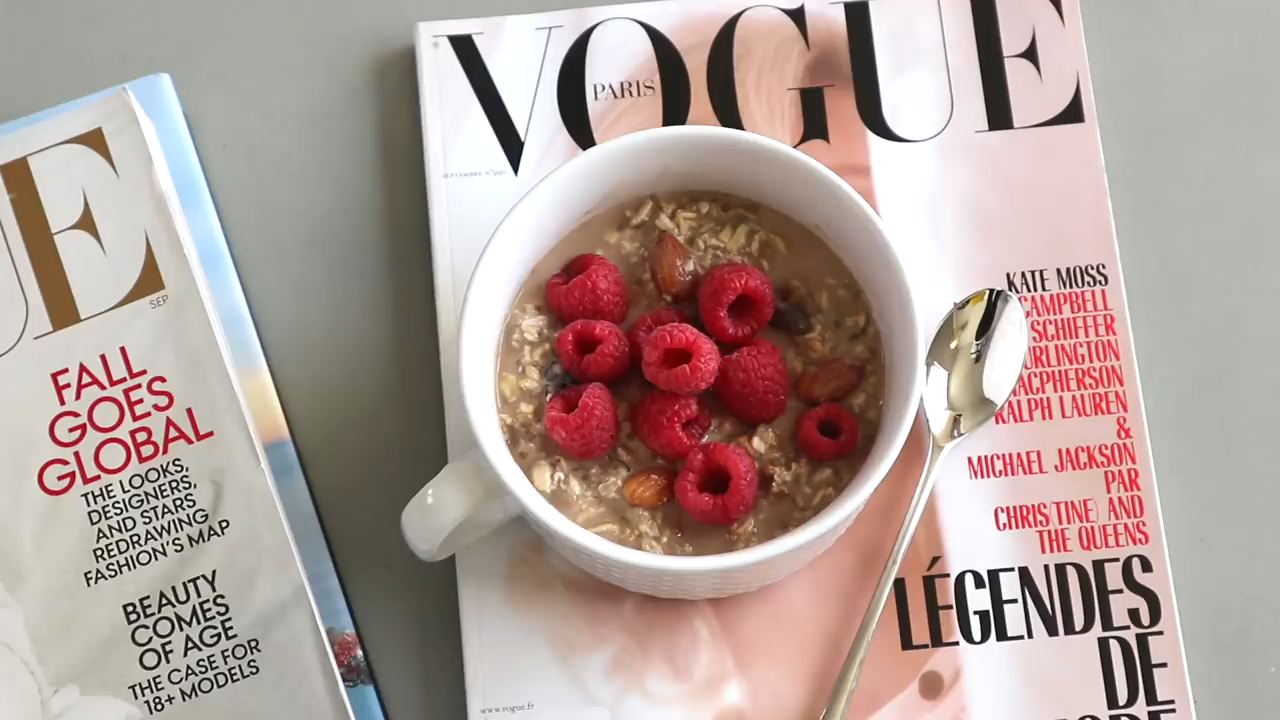 VOGUE
PARIS
KATE MOSS
CAMPBELL
SCHIFFER
RALPH LAUREN
&
MICHAEL JACKSON
PAR
CHRIS(TINE) AND
THE QUEENS
LÉGENDES
DE
www.vogue.fr
UE
SEP
FALL
GOES
GLOBAL
THE LOOKS,
DESIGNERS,
AND STARS
REDRAWING
FASHION'S MAP
BEAUTY
COMES
OF AGE
THE CASE FOR
18+ MODELS